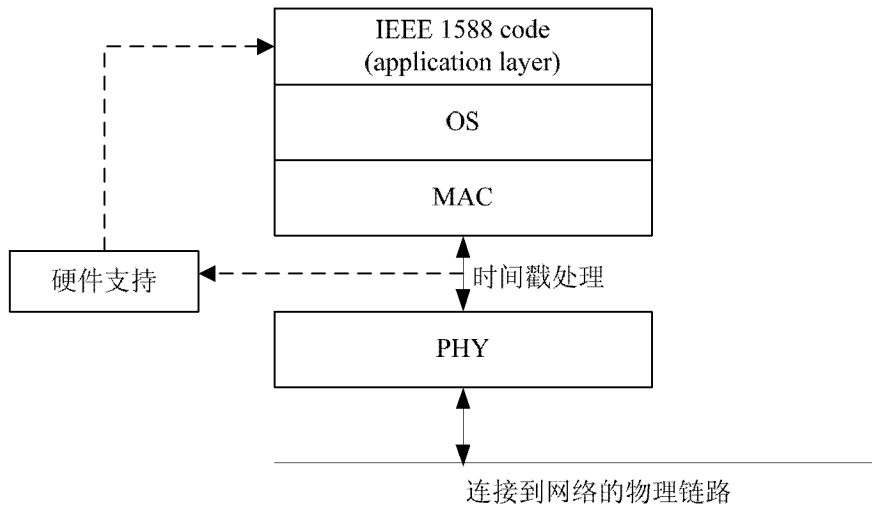 IEEE 1588 code
(application layer)
OS
MAC
硬件支持
时间戳处理
PHY
连接到网络的物理链路